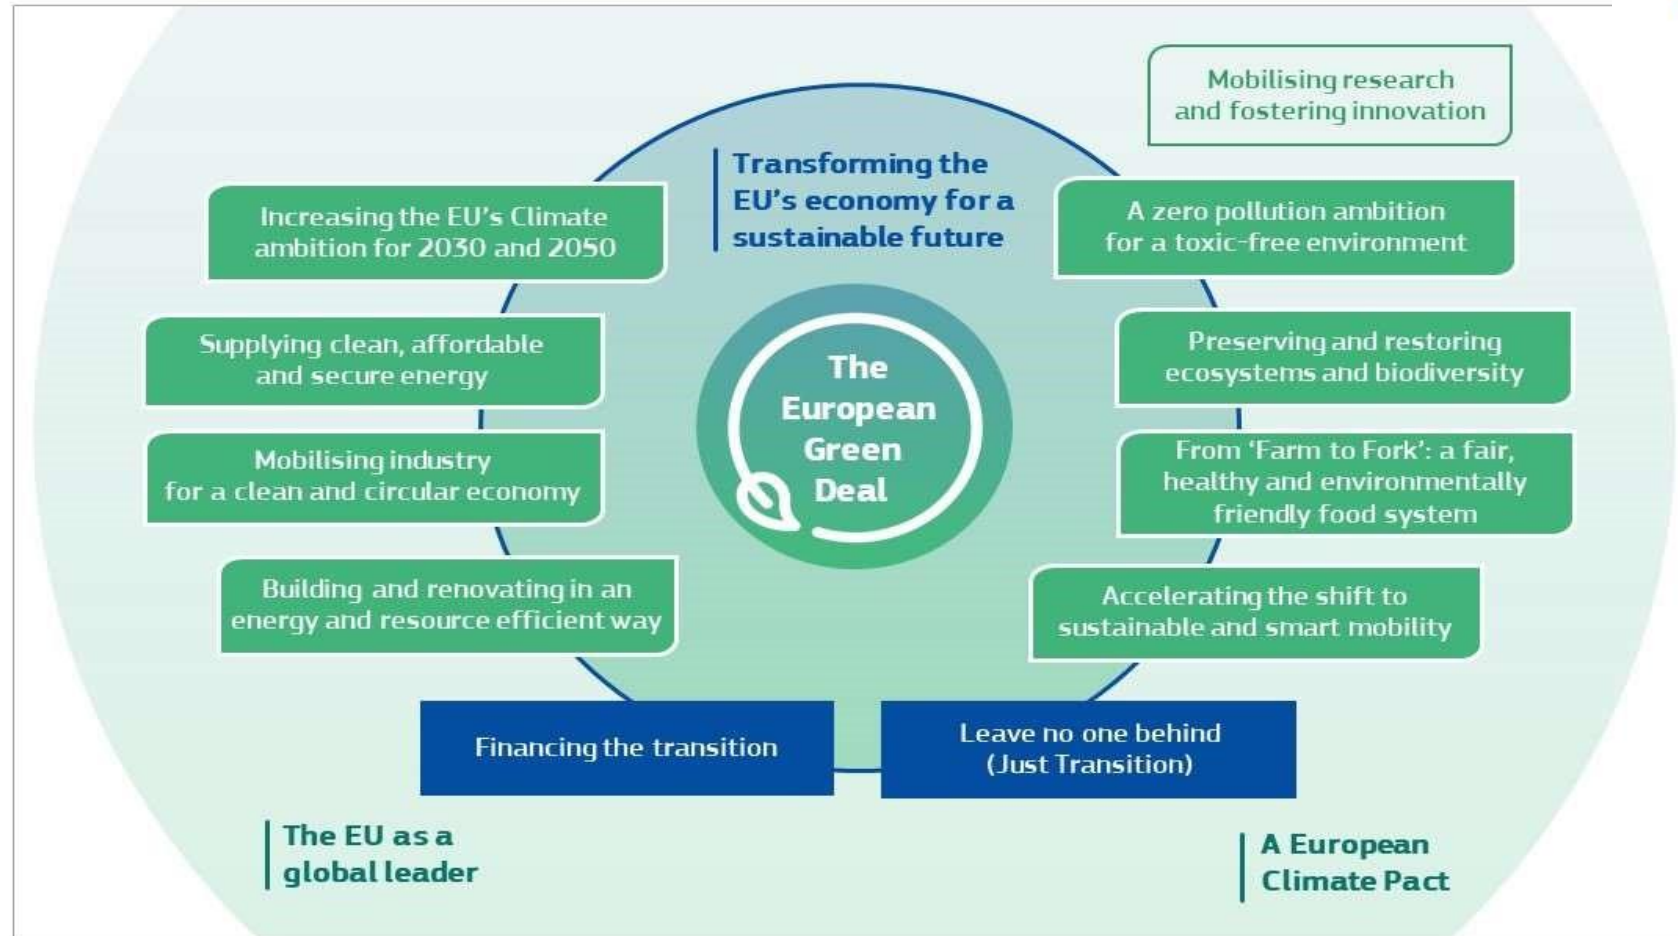 Mobilising research
and fostering innovation
Transforming the
EU's economy for a
sustainable future
Increasing the EU's Climate
ambition for 2030 and 2050
Supplying clean, affordable
and secure energy
Mobilising industry
for a clean and circular economy
Building and renovating in an
energy and resource efficient way
The
European
Green
Deal
A zero pollution ambition
for a toxic-free environment
Preserving and restoring
ecosystems and biodiversity
From ‘Farm to Fork’: a fair,
healthy and environmentally
friendly food system
Accelerating the shift to
sustainable and smart mobility
Financing the transition
Leave no one behind
(Just Transition)
The EU as a
global leader
A European
Climate Pact